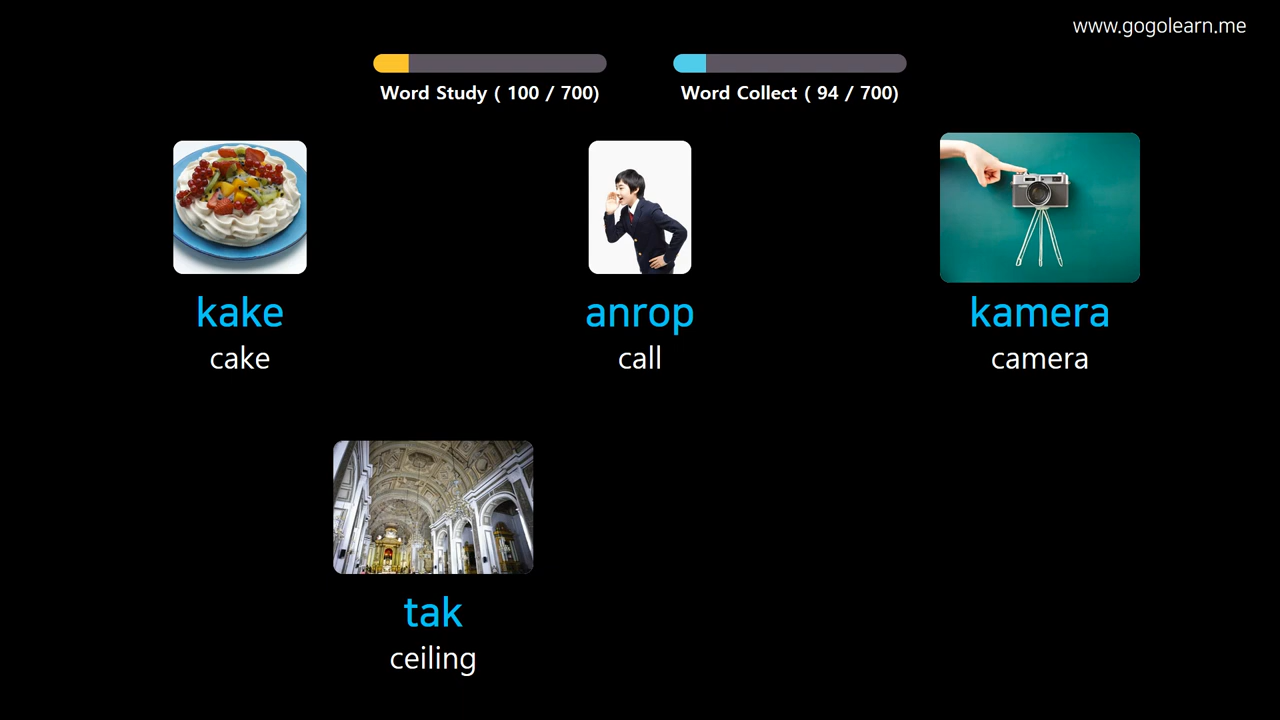 www.gogolearn.me
Word Study ( 100 / 700)
Word Collect ( 94 / 700)
kake
cake
anrop
call
kamera
camera
tak
ceiling